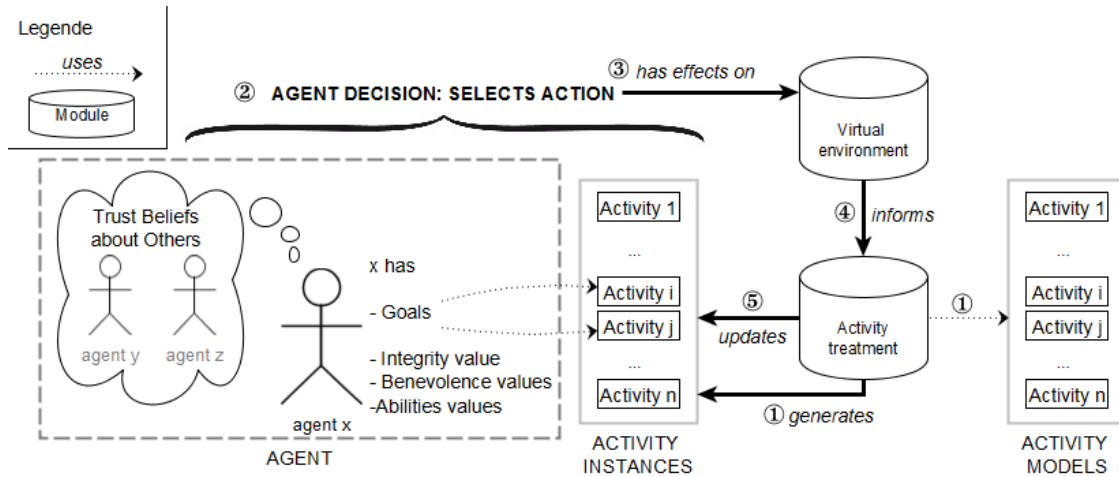 Legende
uses
Module
② AGENT DECISION: SELECTS ACTION
③ has effects on
Virtual
environment
④ informs
Trust Beliefs
about Others
agent y
agent z
x has
- Goals
- Integrity value
- Benevolence values
-Abilities values
agent x
AGENT
Activity 1
...
Activity i
Activity j
...
Activity n
ACTIVITY
INSTANCES
⑤
updates
Activity
treatment
① generates
①
Activity 1
...
Activity i
Activity j
...
Activity n
ACTIVITY
MODELS